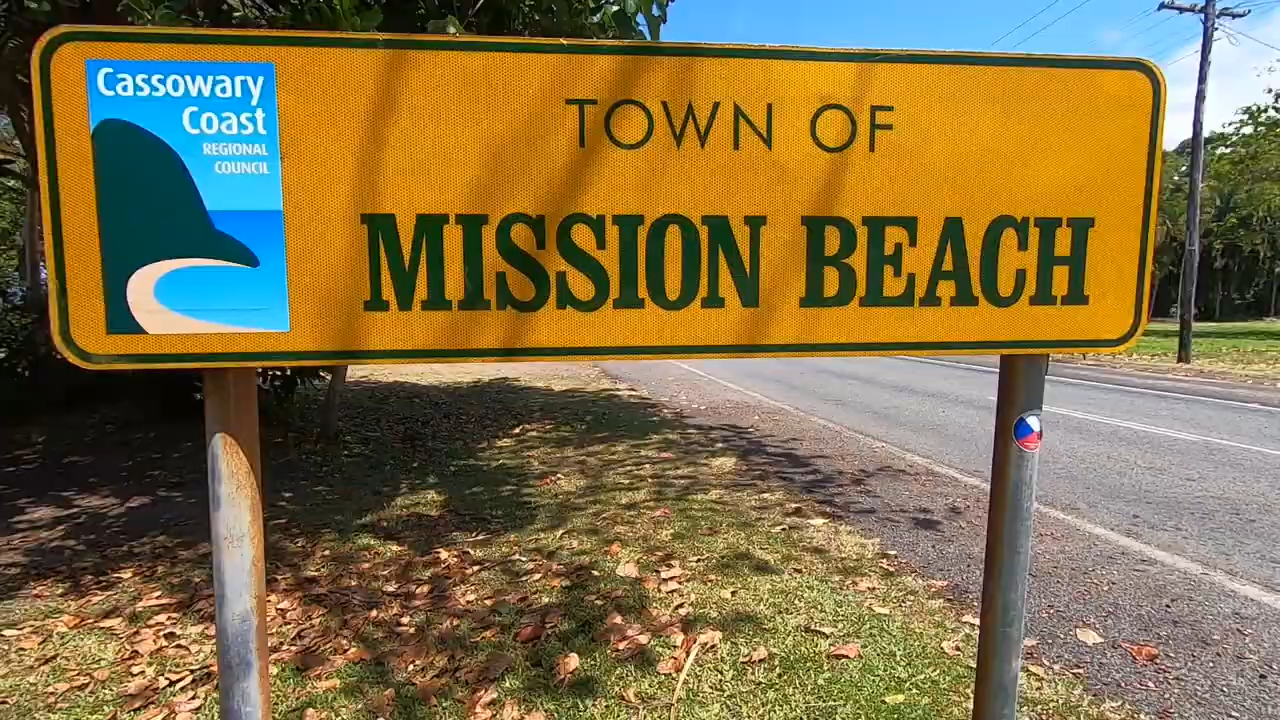 Cassowary
Coast
REGIONAL
COUNCIL
TOWN OF
MISSION BEACH